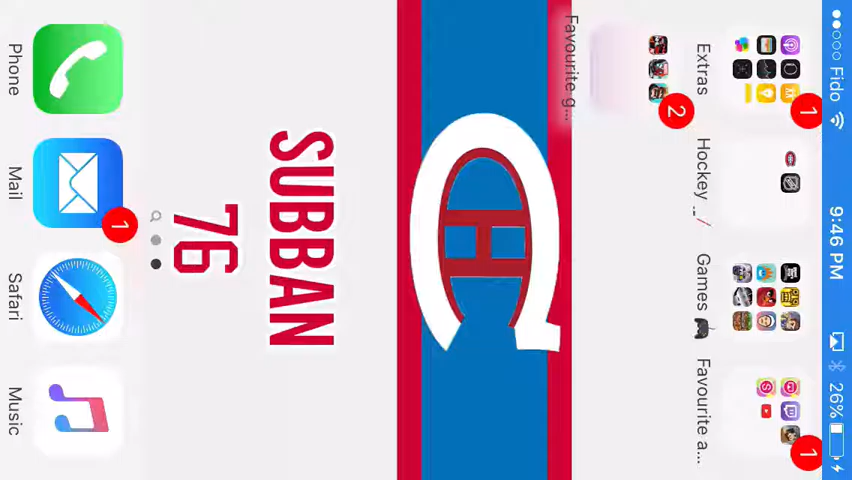 Fido 9:46 PM 26%
1
Extras Hockey Games Favourite a...
1
2
Favourite g...
SUBBAN
76
1
Phone Mail Safari Music